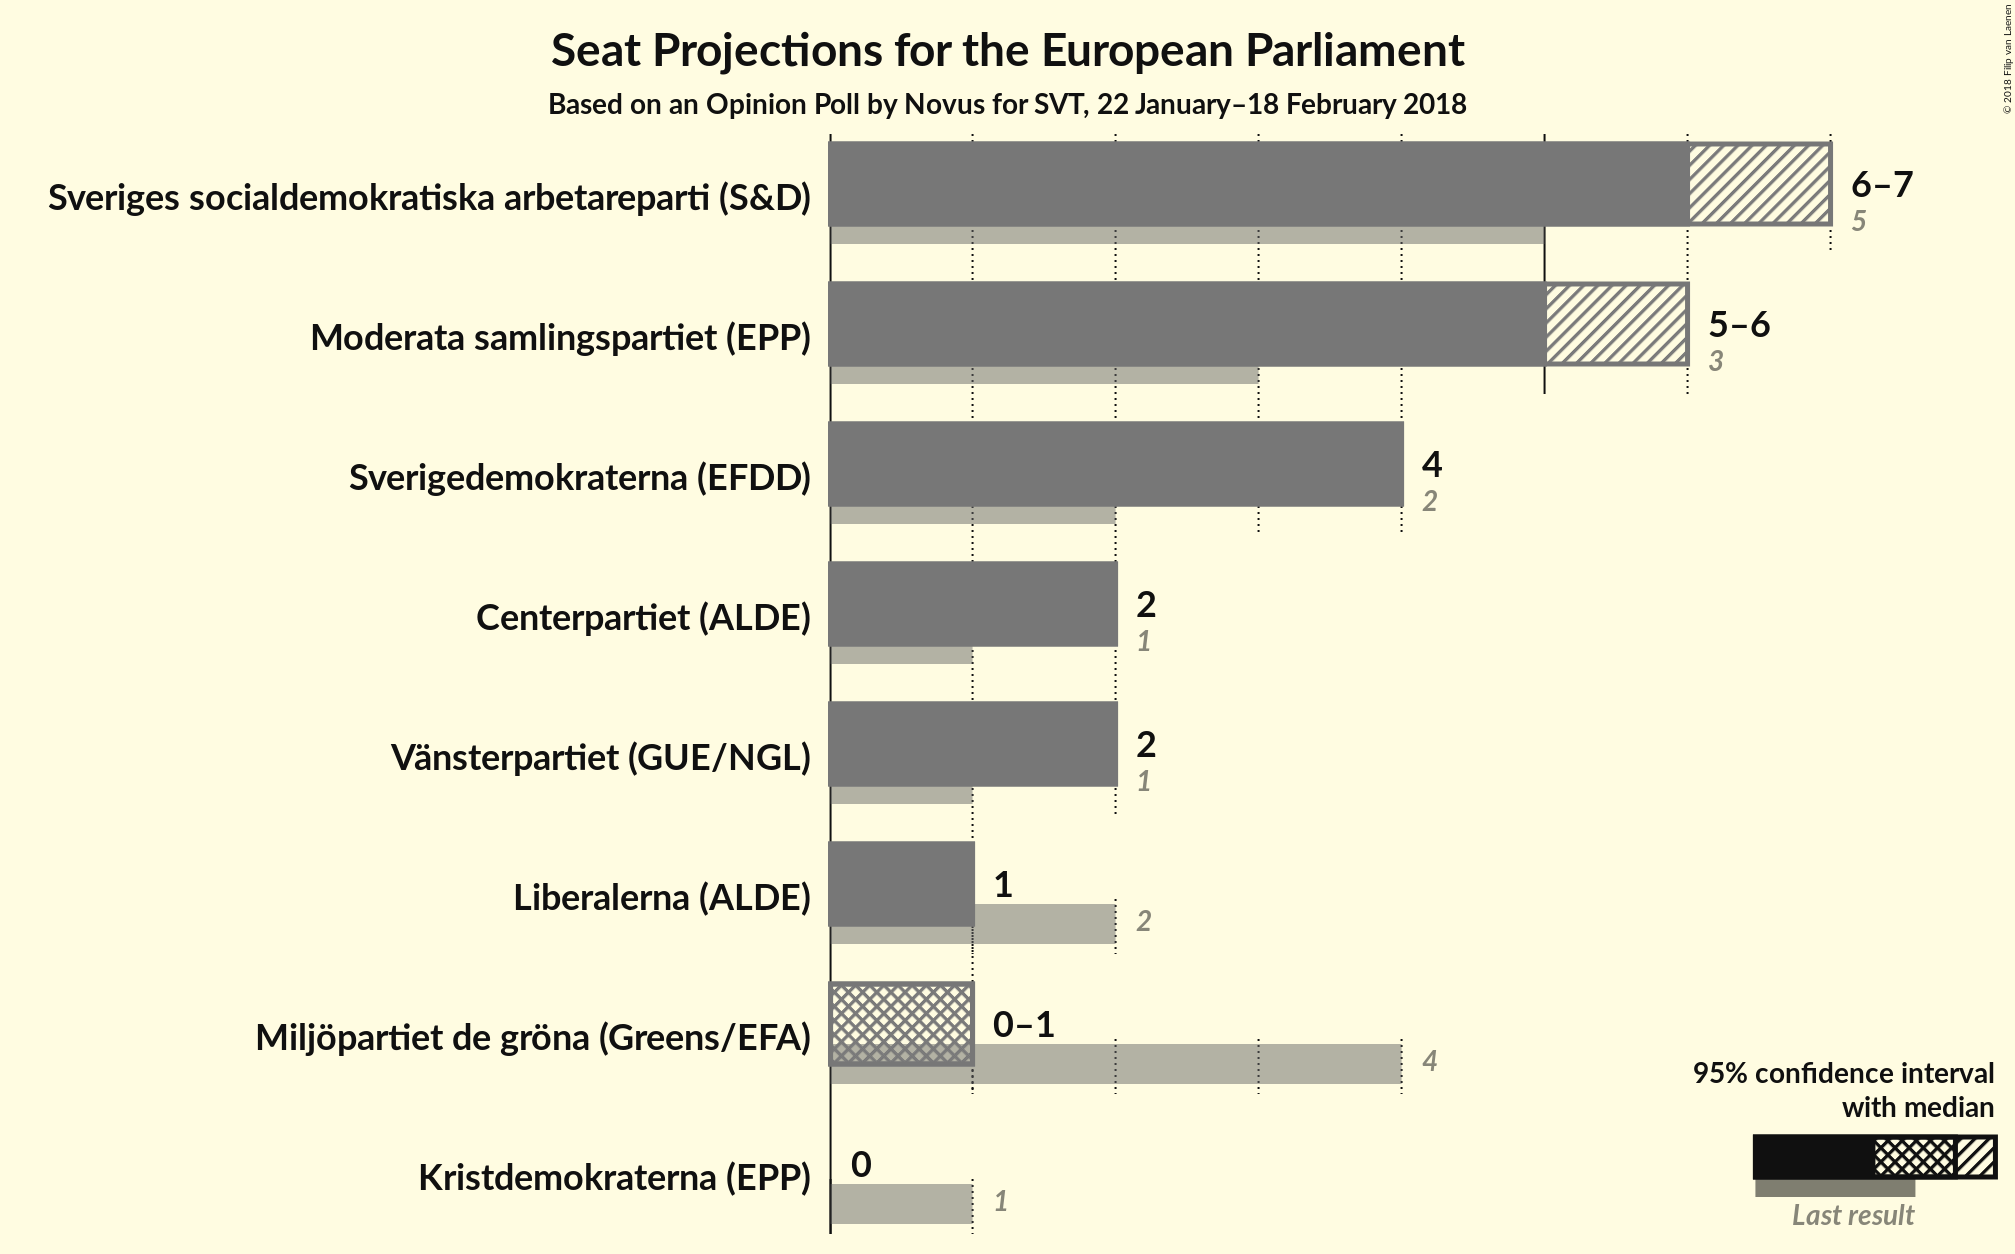 Seat Projections for the European Parliament
Based on an Opinion Poll by Novus for SVT, 22 January–18 February 2018
© 2018 Filip van Laenen
Sveriges socialdemokratiska arbetareparti (S&D)
6–7
5
Moderata samlingspartiet (EPP)
5–6
3
Sverigedemokraterna (EFDD)
4
2
Centerpartiet (ALDE)
2
1
Vänsterpartiet (GUE/NGL)
2
1
Liberalerna (ALDE)
1
2
Miljöpartiet de gröna (Greens/EFA)
0–1
4
Kristdemokraterna (EPP)
0
1
95% confidence interval
with median
Last result